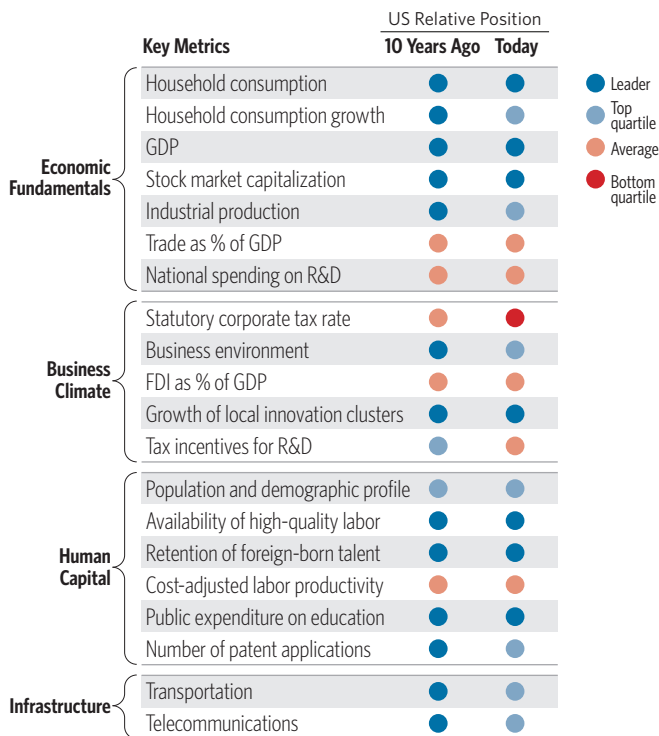 US Relative Position
Key Metrics 10 Years Ago Today
Household consumption
Household consumption growth
GDP
Stock market capitalization
Industrial production
Trade as % of GDP
National spending on R&D
Economic
Fundamentals
Statutory corporate tax rate
Business environment
FDI as % of GDP
Growth of local innovation clusters
Tax incentives for R&D
Business
Climate
Population and demographic profile
Availability of high-quality labor
Retention of foreign-born talent
Cost-adjusted labor productivity
Public expenditure on education
Number of patent applications
Human
Capital
Transportation
Telecommunications
Infrastructure
Leader
Top
quartile
Average
Bottom
quartile